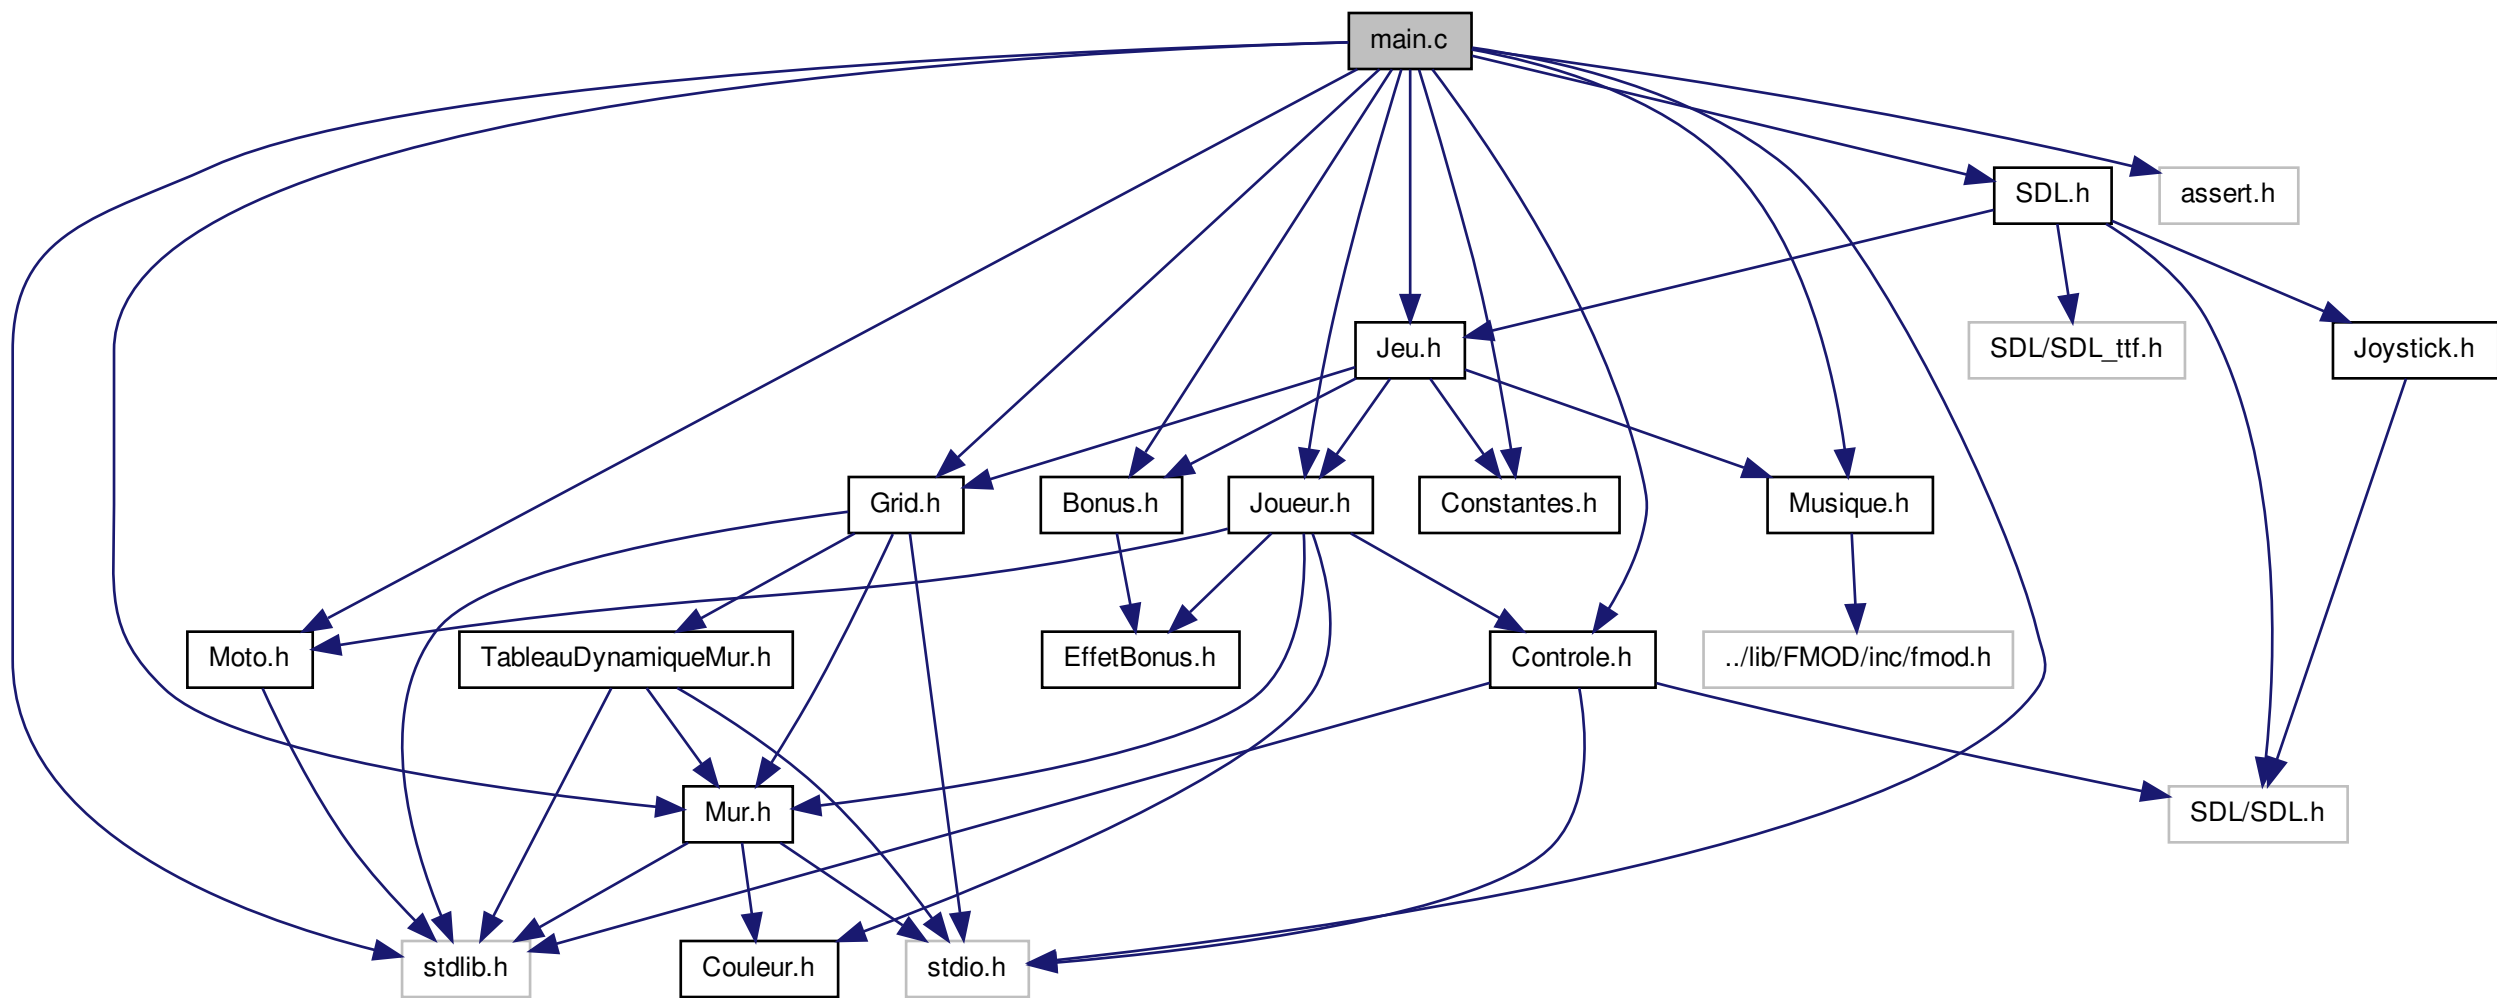 main.c
SDL.h
assert.h
Jeu.h
SDL/SDL_ttf.h
Joystick.h
Grid.h
Bonus.h
Joueur.h
Constantes.h
Musique.h
Moto.h
TableauDynamiqueMur.h
EffetBonus.h
Controle.h
../lib/FMOD/inc/fmod.h
Mur.h
SDL/SDL.h
stdlib.h
Couleur.h
stdio.h